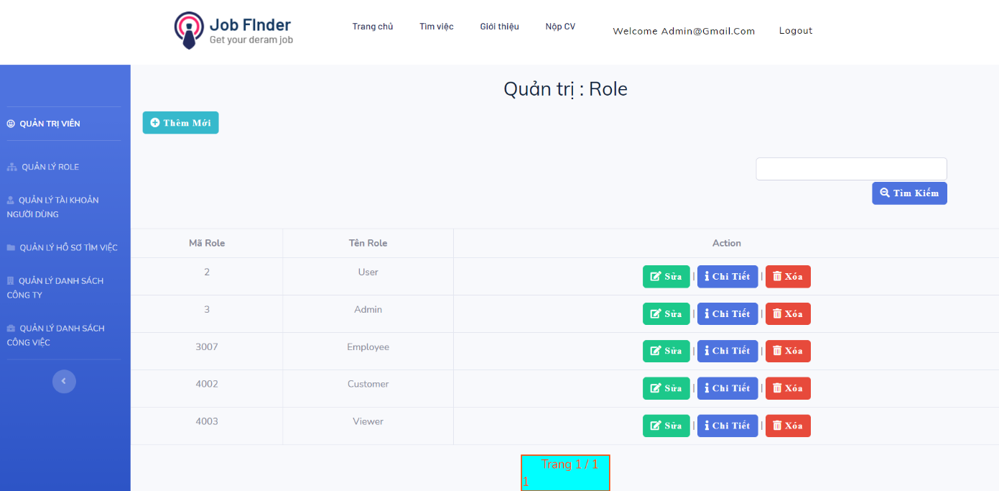 Job FInder
Get your deram job
Trang chủ
Tìm việc
Giới thiệu
Nộp CV
Welcome Admin@Gmail.Com
Logout
QUẢN TRỊ VIÊN
QUẢN LÝ ROLE
QUẢN LÝ TÀI KHOẢN
NGƯỜI DÙNG
QUẢN LÝ HỒ SƠ TÌM VIỆC
QUẢN LÝ DANH SÁCH
CÔNG TY
QUẢN LÝ DANH SÁCH
CÔNG VIỆC
Quản trị : Role
Thêm Mới
Tìm Kiếm
Mã Role Tên Role Action
2 User Sửa | Chi Tiết | Xóa
3 Admin Sửa | Chi Tiết | Xóa
3007 Employee Sửa | Chi Tiết | Xóa
4002 Customer Sửa | Chi Tiết | Xóa
4003 Viewer Sửa | Chi Tiết | Xóa
Trang 1 / 1
1